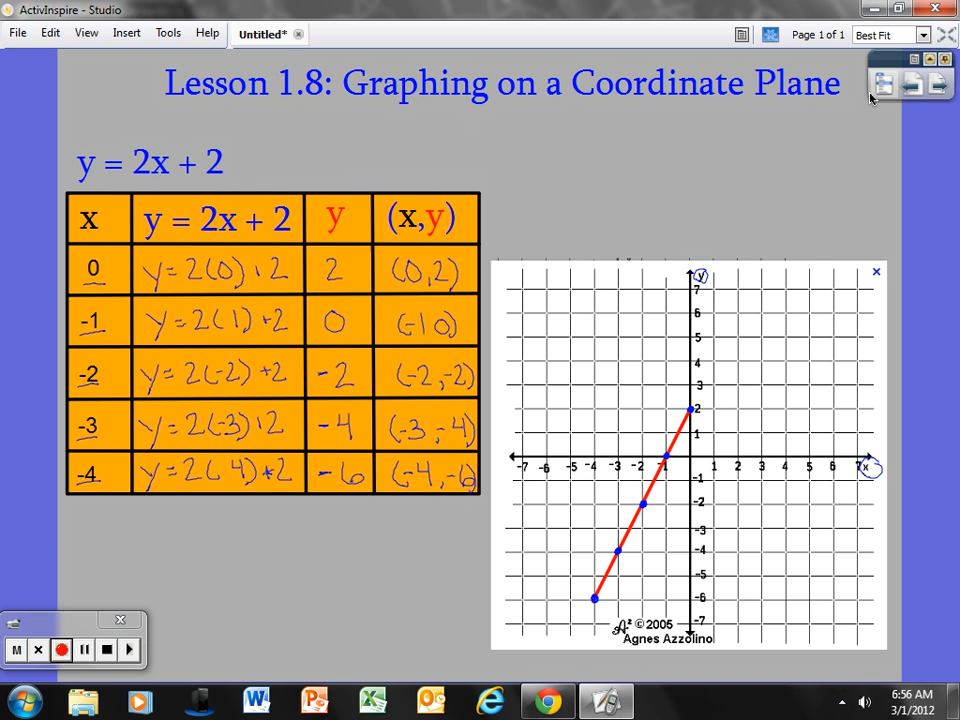 ActivInspire - Studio
File Edit View Insert Tools Help Untitled* Page 1 of 1 Best Fit
Lesson 1.8: Graphing on a Coordinate Plane
y = 2x + 2
x y = 2x + 2 y (x,y)
0 y = 2(0) + 2 2 (0,2)
-1 y = 2(1) + 2 0 (-1 0)
-2 y = 2(-2) + 2 -2 (-2,-2)
-3 y = 2(-3) + 2 -4 (-3,-4)
-4 y = 2( 4) + 2 -6 (-4,-6)
y
7
6
5
4
3
2
1
-7 -6 -5 -4 -3 -2 -1 1 2 3 4 5 6 7 x
-1
-2
-3
-4
-5
-6
-7
A² ©2005
Agnes Azzolino
M
6:56 AM
3/1/2012